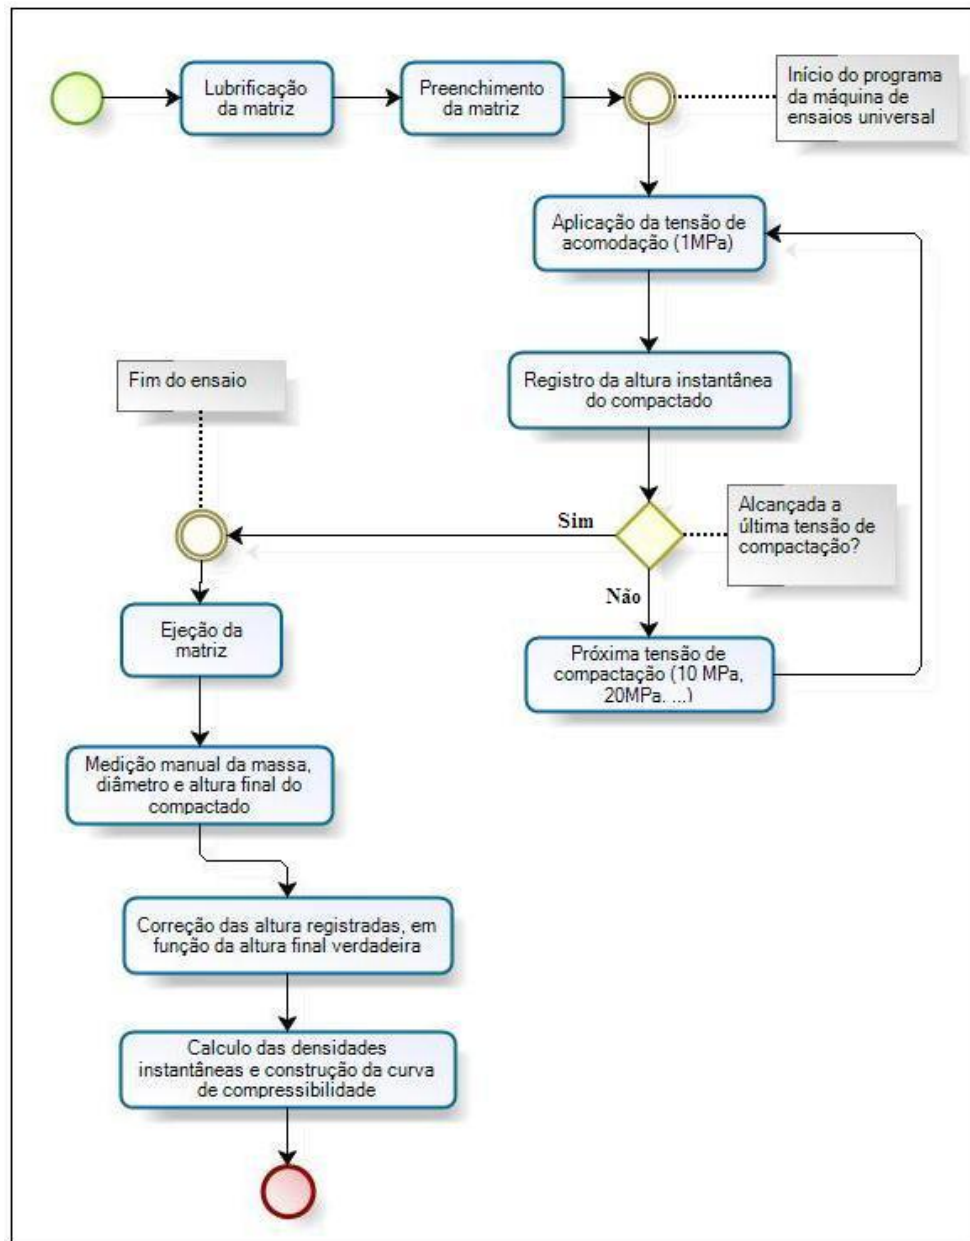 Lubrificação
da matriz
Preenchimento
da matriz
Início do programa
da máquina de
ensaios universal
Aplicação da tensão de
acomodação (1MPa)
Registro da altura instantânea
do compactado
Fim do ensaio
Alcançada a
última tensão de
compactação?
Sim
Não
Ejeção da
matriz
Próxima tensão de
compactação (10 MPa,
20MPa. ...)
Medição manual da massa,
diâmetro e altura final do
compactado
Correção das altura registradas, em
função da altura final verdadeira
Calculo das densidades
instantâneas e construção da curva
de compressibilidade